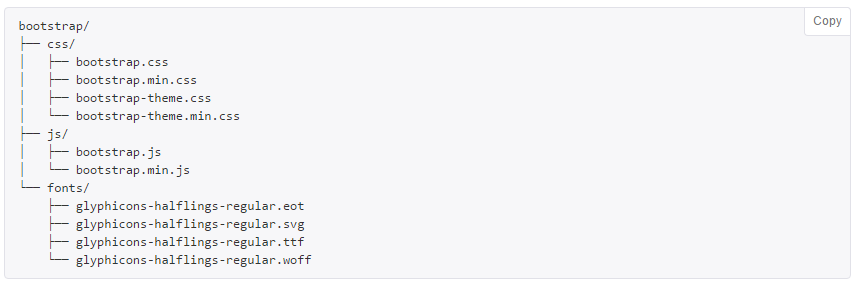 Copy
bootstrap/
├── css/
│   ├── bootstrap.css
│   ├── bootstrap.min.css
│   ├── bootstrap-theme.css
│   └── bootstrap-theme.min.css
├── js/
│   ├── bootstrap.js
│   └── bootstrap.min.js
└── fonts/
    ├── glyphicons-halflings-regular.eot
    ├── glyphicons-halflings-regular.svg
    ├── glyphicons-halflings-regular.ttf
    └── glyphicons-halflings-regular.woff